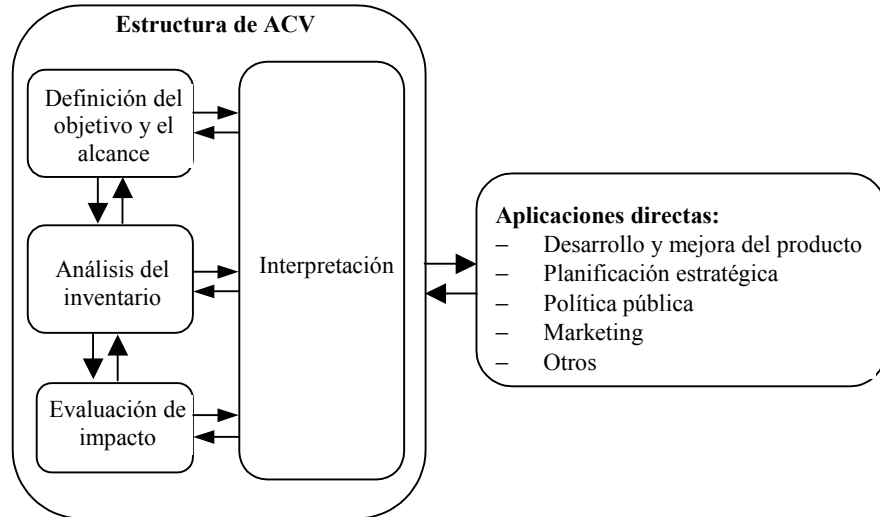 Estructura de ACV
Definición del
objetivo y el
alcance
Análisis del
inventario
Evaluación de
impacto
Interpretación
Aplicaciones directas:
– Desarrollo y mejora del producto
– Planificación estratégica
– Política pública
– Marketing
– Otros